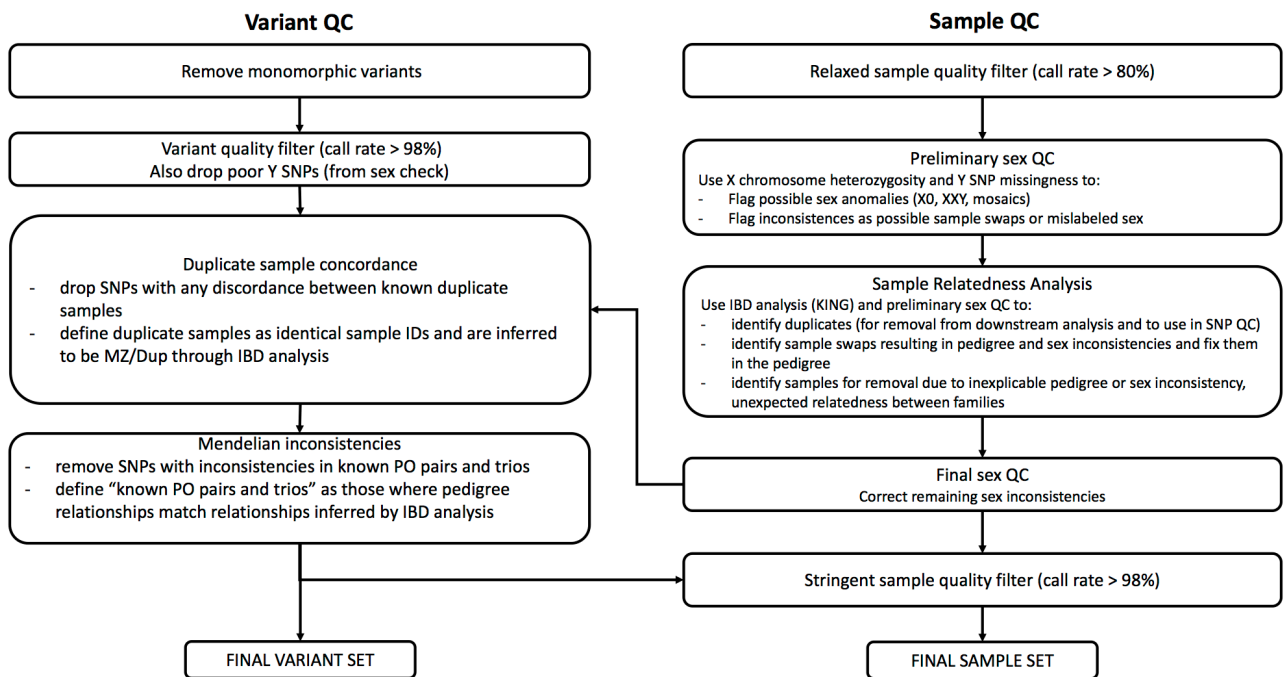 Variant QC
Remove monomorphic variants
Variant quality filter (call rate > 98%)
Also drop poor Y SNPs (from sex check)
Duplicate sample concordance
- drop SNPs with any discordance between known duplicate
samples
- define duplicate samples as identical sample IDs and are inferred
to be MZ/Dup through IBD analysis
Mendelian inconsistencies
- remove SNPs with inconsistencies in known PO pairs and trios
- define “known PO pairs and trios” as those where pedigree
relationships match relationships inferred by IBD analysis
FINAL VARIANT SET
Sample QC
Relaxed sample quality filter (call rate > 80%)
Preliminary sex QC
Use X chromosome heterozygosity and Y SNP missingness to:
- Flag possible sex anomalies (X0, XXY, mosaics)
- Flag inconsistences as possible sample swaps or mislabeled sex
Sample Relatedness Analysis
Use IBD analysis (KING) and preliminary sex QC to:
- identify duplicates (for removal from downstream analysis and to use in SNP QC)
- identify sample swaps resulting in pedigree and sex inconsistencies and fix them
in the pedigree
- identify samples for removal due to inexplicable pedigree or sex inconsistency,
unexpected relatedness between families
Final sex QC
Correct remaining sex inconsistencies
Stringent sample quality filter (call rate > 98%)
FINAL SAMPLE SET